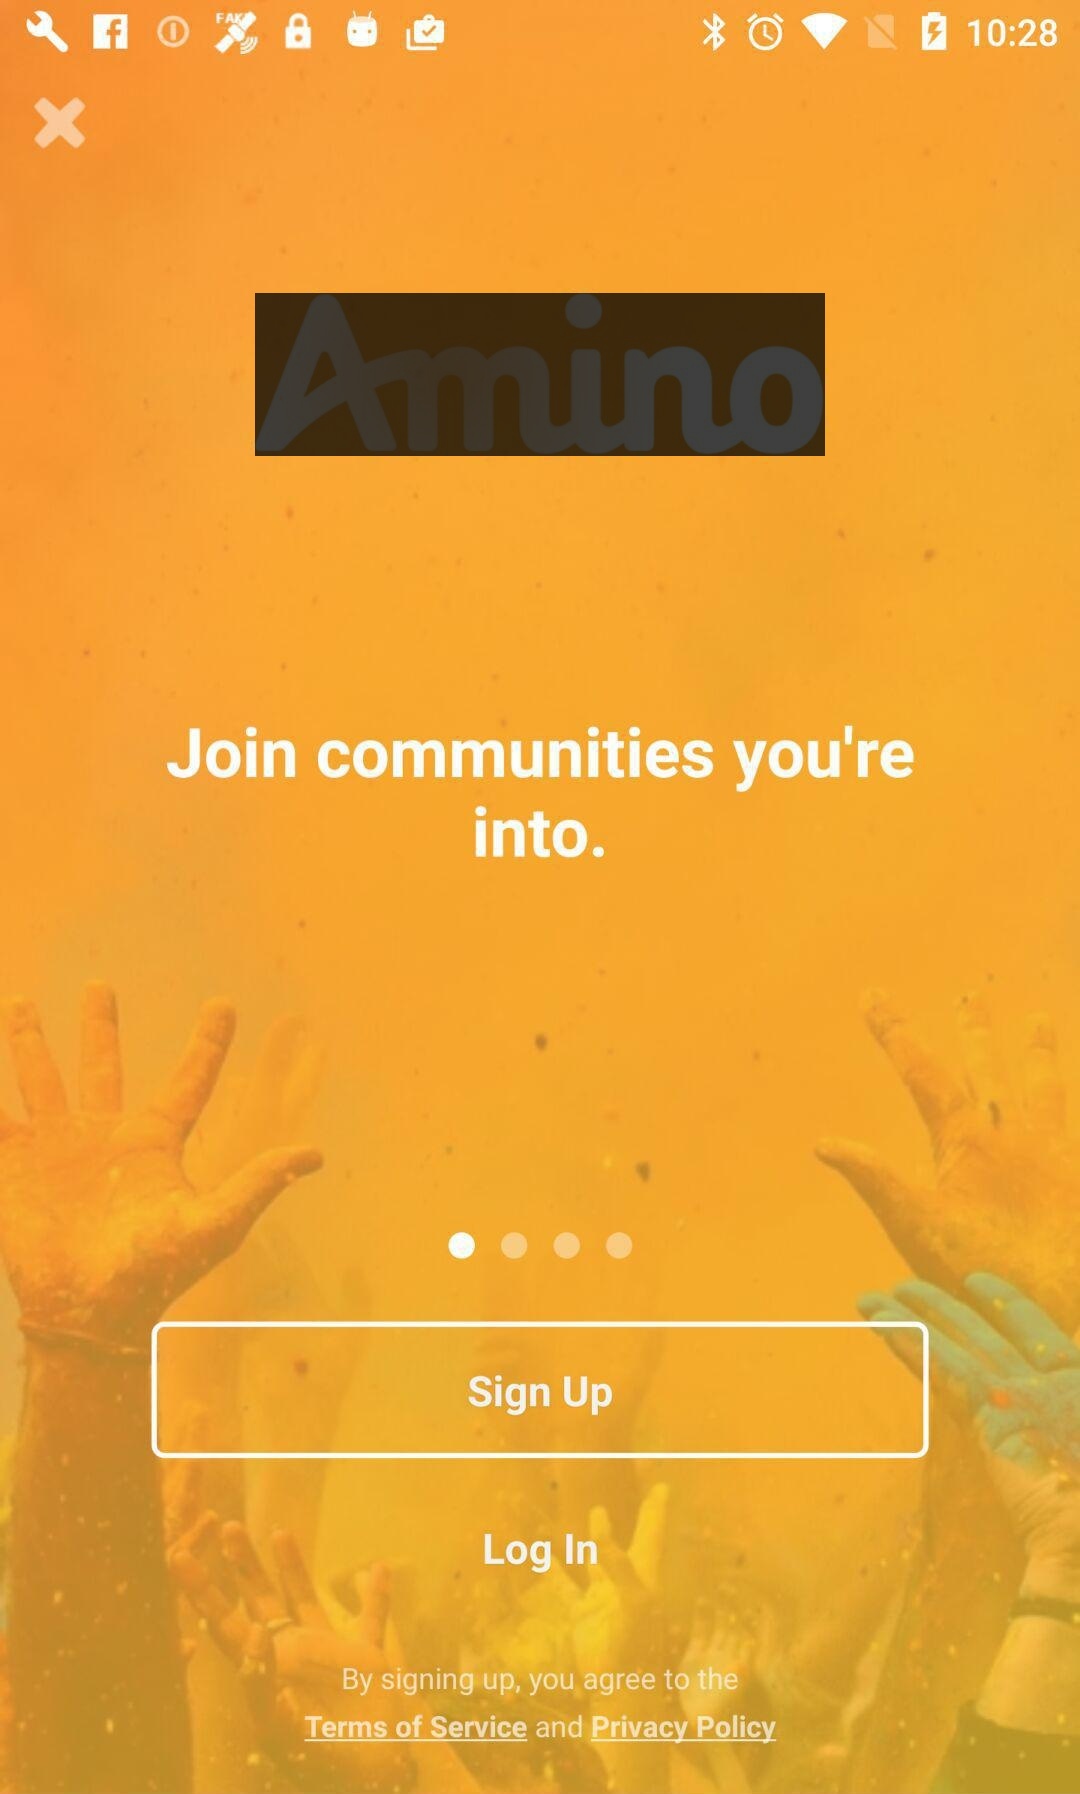 FAKE
10:28
Amino
Join communities you're
into.
Sign Up
Log In
By signing up, you agree to the
Terms of Service and Privacy Policy